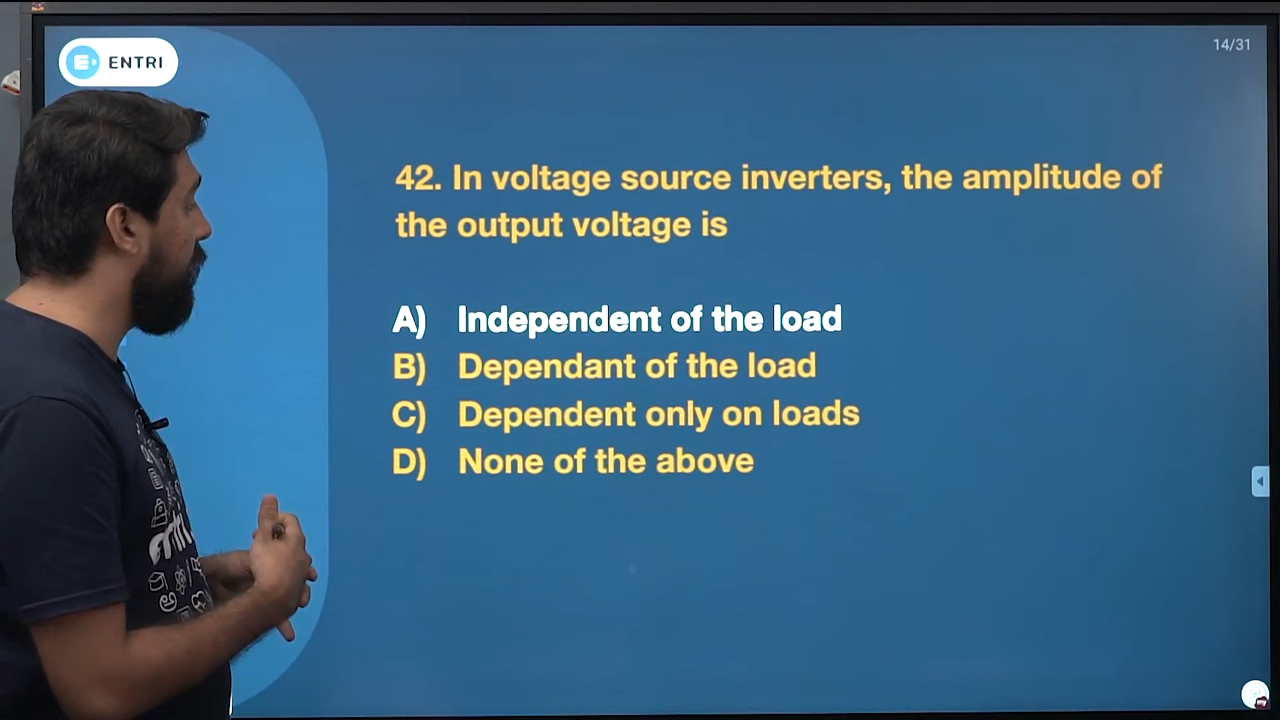 ENTRI
14/31
42. In voltage source inverters, the amplitude of
the output voltage is
A) Independent of the load
B) Dependant of the load
C) Dependent only on loads
D) None of the above